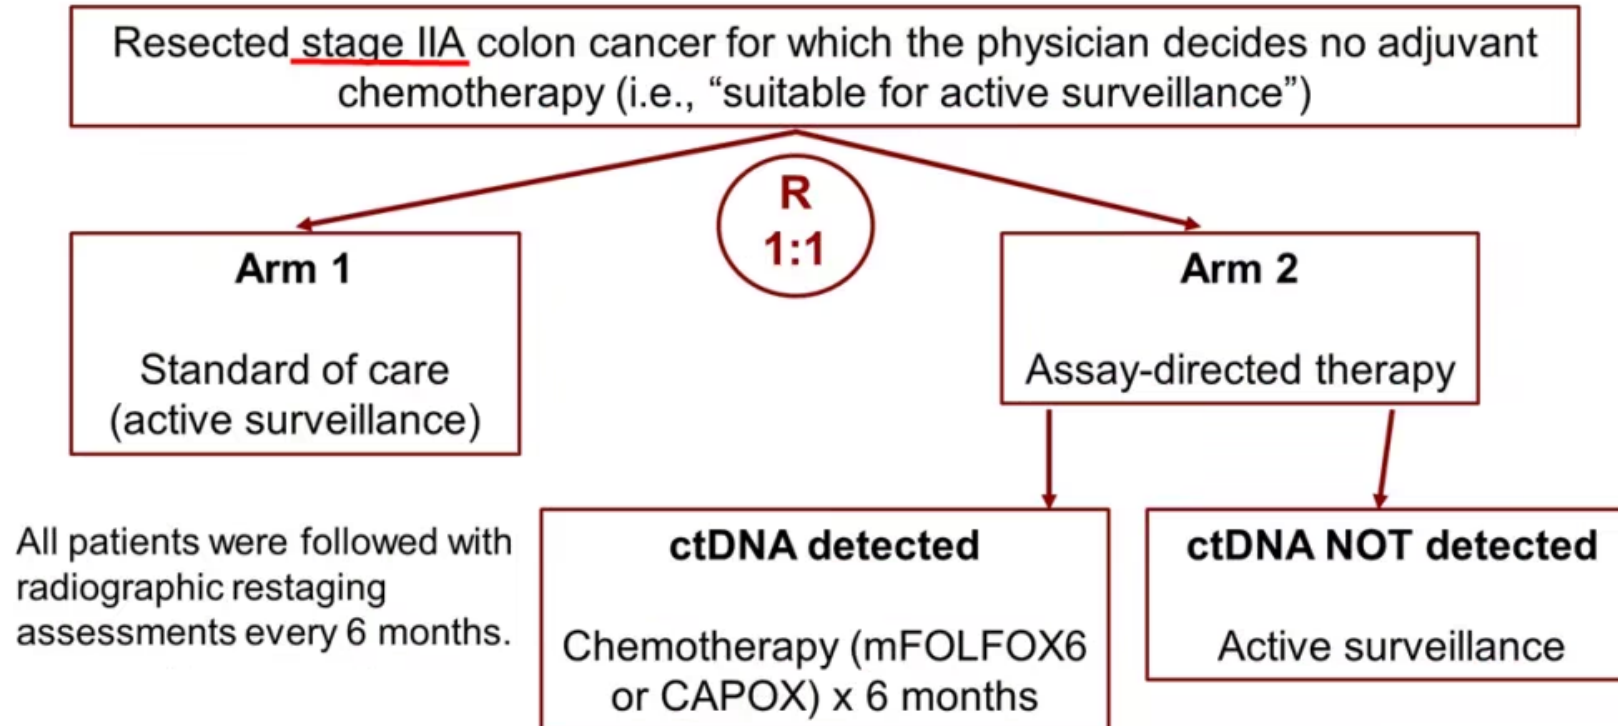 Resected stage IIA colon cancer for which the physician decides no adjuvant
chemotherapy (i.e., “suitable for active surveillance”)
R
1:1
Arm 1
Standard of care
(active surveillance)
Arm 2
Assay-directed therapy
All patients were followed with
radiographic restaging
assessments every 6 months.
ctDNA detected
Chemotherapy (mFOLFOX6
or CAPOX) x 6 months
ctDNA NOT detected
Active surveillance